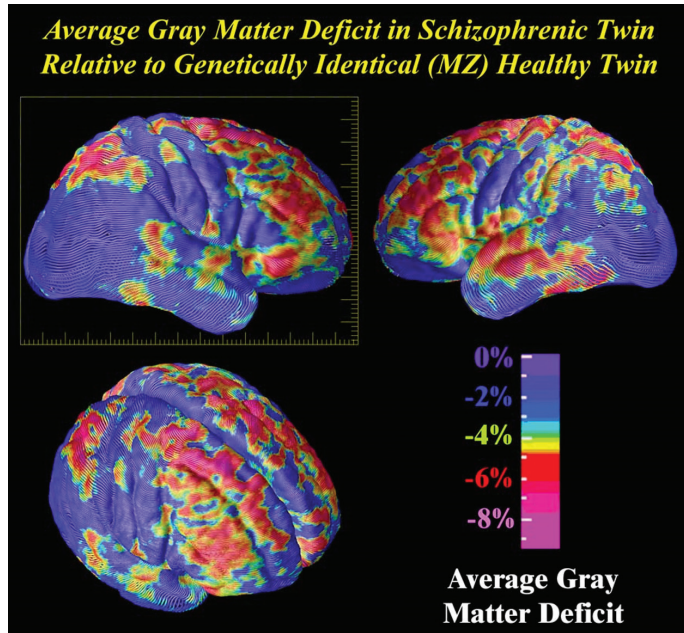 Average Gray Matter Deficit in Schizophrenic Twin
Relative to Genetically Identical (MZ) Healthy Twin
0%
-2%
-4%
-6%
-8%
Average Gray
Matter Deficit